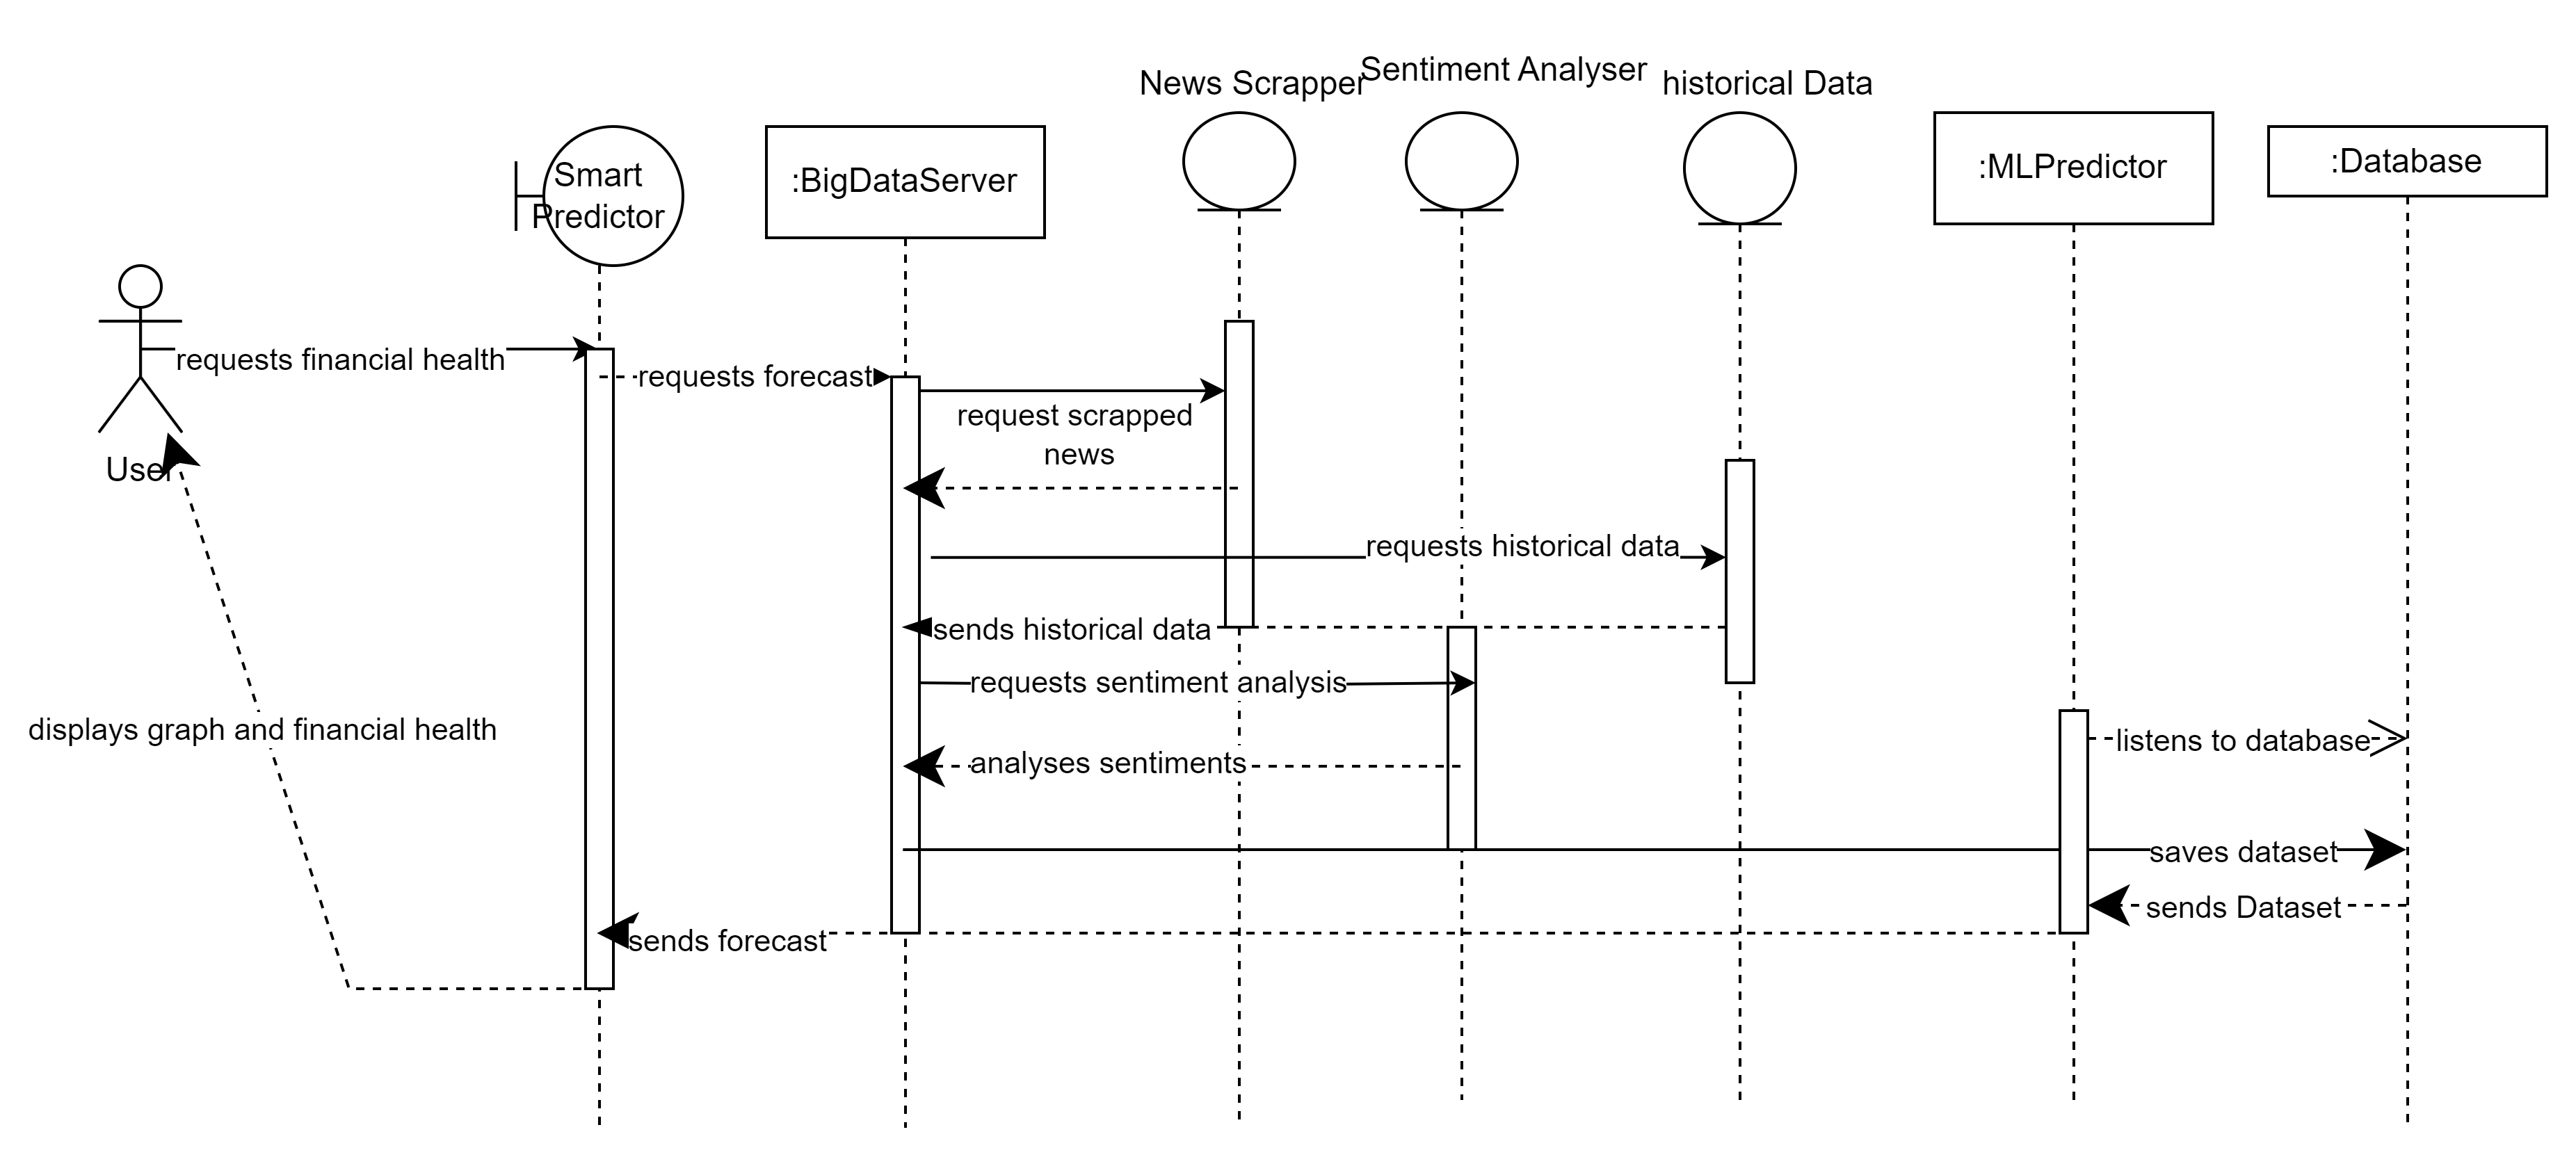 News Scrapper
Sentiment Analyser
historical Data
Smart
Predictor
:BigDataServer
:MLPredictor
:Database
requests financial health
requests forecast
request scrapped
news
User
requests historical data
sends historical data
requests sentiment analysis
displays graph and financial health
listens to database
analyses sentiments
saves dataset
sends Dataset
sends forecast